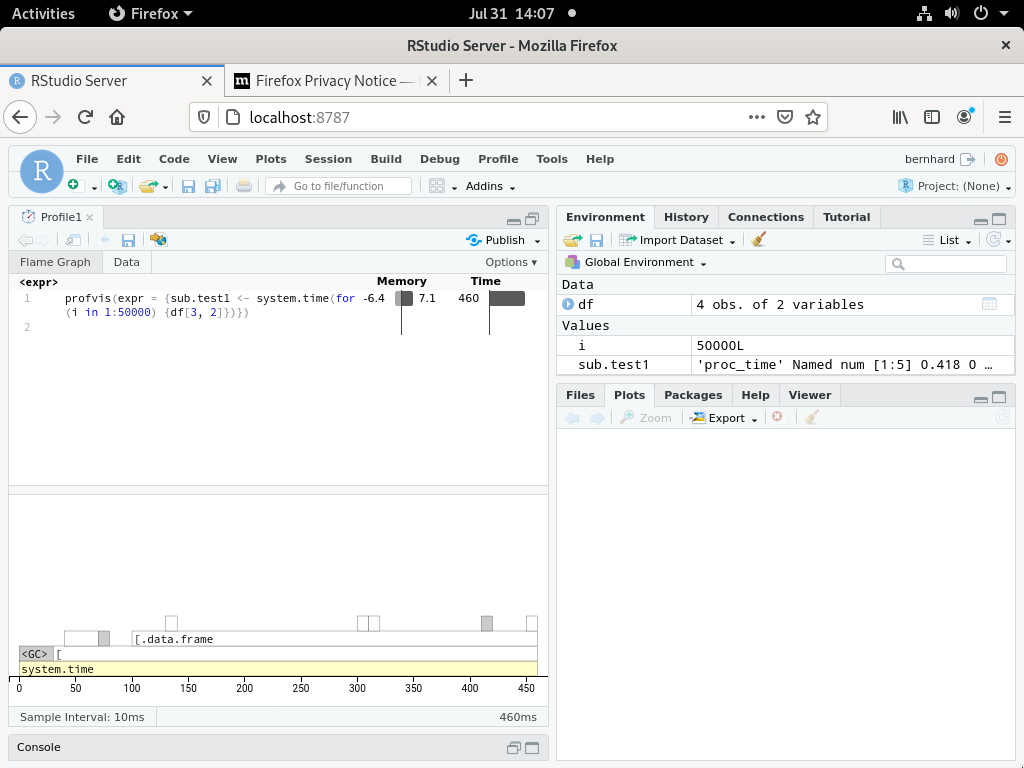 Activities Firefox Jul 31 14:07
RStudio Server - Mozilla Firefox
RStudio Server Firefox Privacy Notice —
localhost:8787
File Edit Code View Plots Session Build Debug Profile Tools Help bernhard
Go to file/function Addins Project: (None)
Profile1
Publish
Flame Graph Data Options
<expr> Memory Time
1 profvis(expr = {sub.test1 <- system.time(for -6.4 7.1 460
(i in 1:50000) {df[3, 2]})})
2
[.data.frame
<GC> [
system.time
0 50 100 150 200 250 300 350 400 450
Sample Interval: 10ms 460ms
Console
Environment History Connections Tutorial
Import Dataset List
Global Environment
Data
df 4 obs. of 2 variables
Values
i 50000L
sub.test1 'proc_time' Named num [1:5] 0.418 0 …
Files Plots Packages Help Viewer
Zoom Export